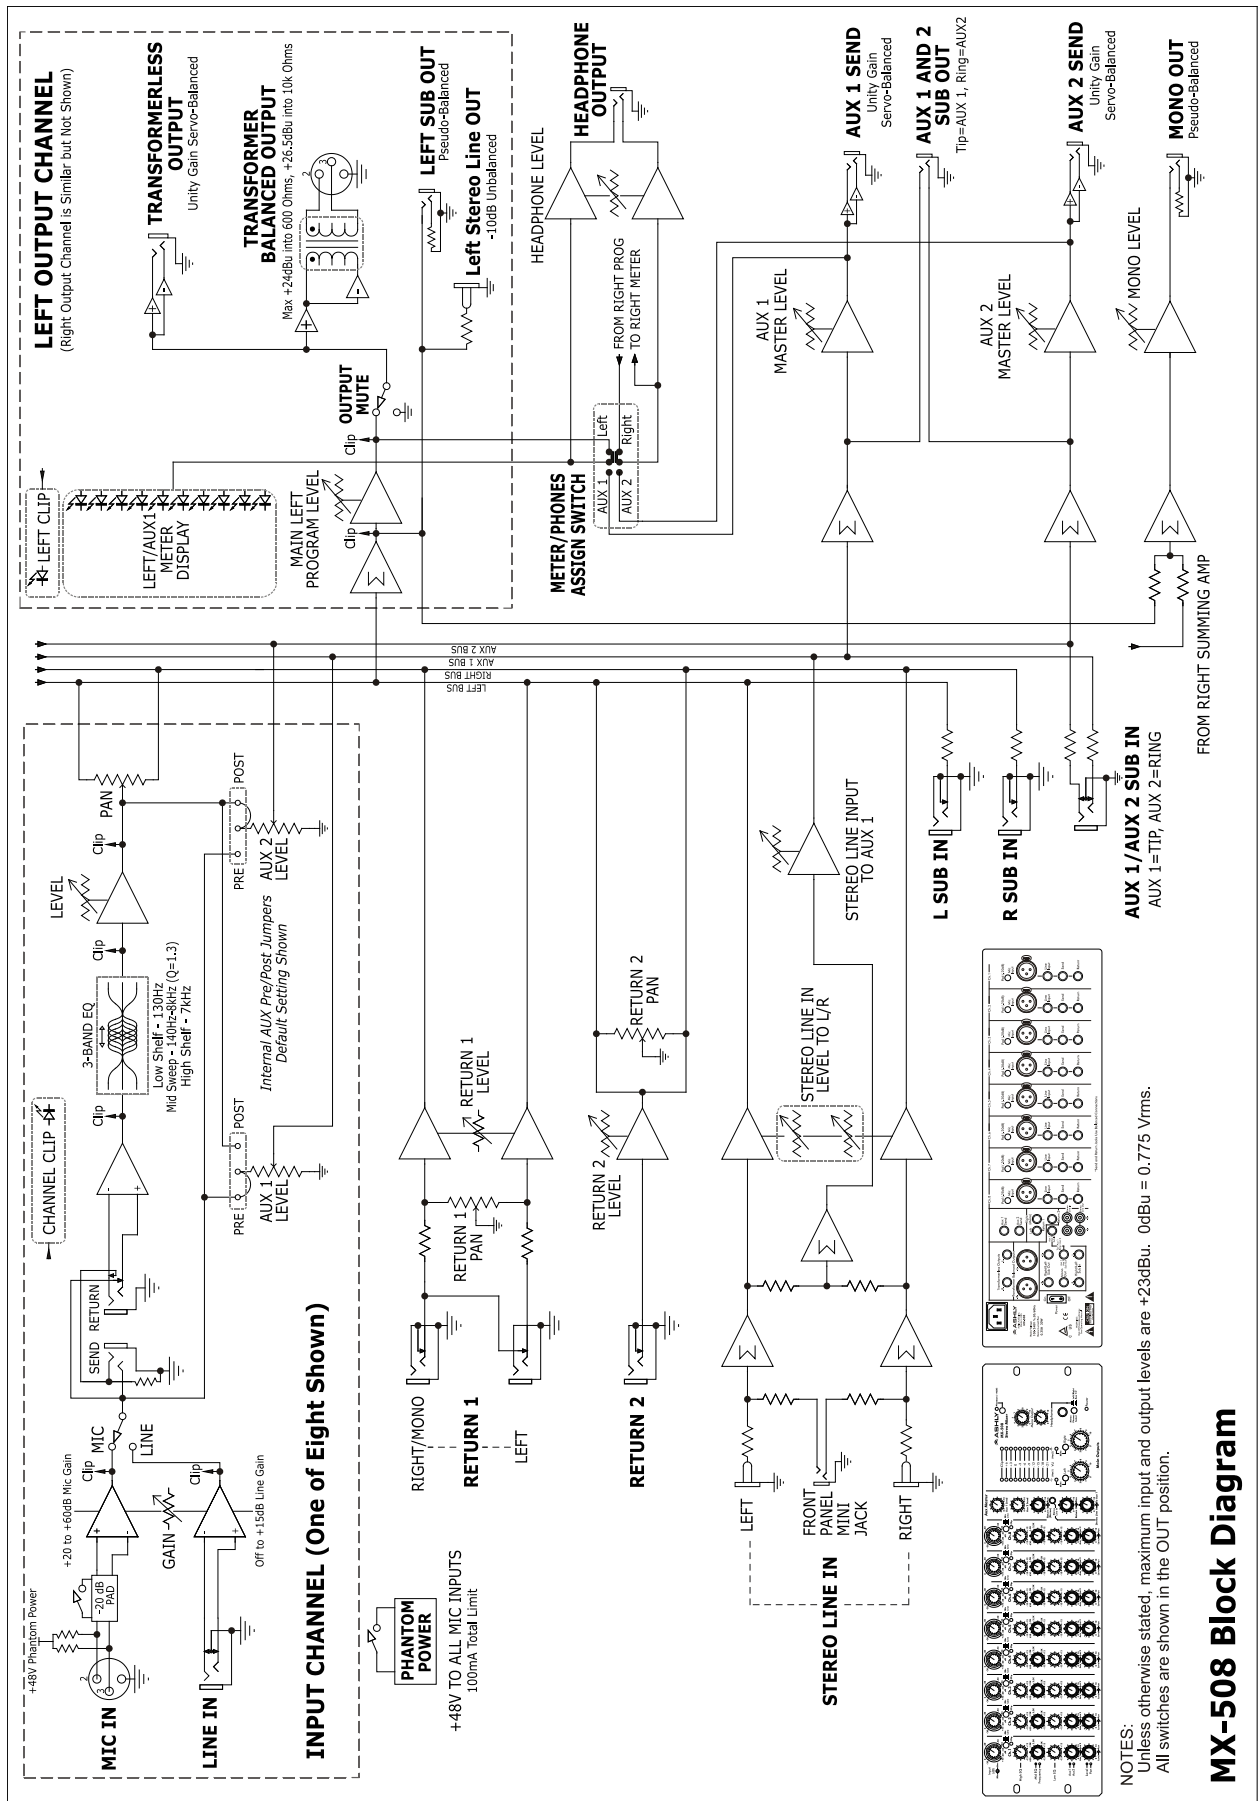 INPUT CHANNEL (One of Eight Shown)
MIC IN
2
3
+48V Phantom Power
-20 dB
PAD
+20 to +60dB Mic Gain
Clip
MIC
LINE
GAIN
LINE IN
Clip
Off to +15dB Line Gain
SEND
RETURN
CHANNEL CLIP
Clip
3-BAND EQ
Low Shelf - 130Hz
Mid Sweep - 140Hz-8kHz (Q=1.3)
High Shelf - 7kHz
Clip
LEVEL
Clip
PAN
PRE
POST
AUX 1
LEVEL
Internal AUX Pre/Post Jumpers
Default Setting Shown
PRE
POST
AUX 2
LEVEL
PHANTOM
POWER
+48V TO ALL MIC INPUTS
100mA Total Limit
RIGHT/MONO
RETURN 1
LEFT
RETURN 1
PAN
RETURN 1
LEVEL
RETURN 2
RETURN 2
LEVEL
RETURN 2
PAN
STEREO LINE IN
LEFT
FRONT
PANEL
MINI
JACK
RIGHT
Σ
Σ
Σ
STEREO LINE IN
LEVEL TO L/R
STEREO LINE INPUT
TO AUX 1
L SUB IN
R SUB IN
AUX 1/AUX 2 SUB IN
AUX 1=TIP, AUX 2=RING
AUX 2 BUS
AUX 1 BUS
RIGHT BUS
LEFT BUS
LEFT OUTPUT CHANNEL
(Right Output Channel is Similar but Not Shown)
LEFT CLIP
LEFT/AUX1
METER
DISPLAY
MAIN LEFT
PROGRAM LEVEL
Σ
Clip
Clip
OUTPUT
MUTE
TRANSFORMERLESS
OUTPUT
Unity Gain Servo-Balanced
TRANSFORMER
BALANCED OUTPUT
Max +24dBu into 600 Ohms, +26.5dBu into 10k Ohms
2
3
LEFT SUB OUT
Pseudo-Balanced
Left Stereo Line OUT
-10dB Unbalanced
METER/PHONES
ASSIGN SWITCH
AUX 1
Left
AUX 2
Right
FROM RIGHT PROG
TO RIGHT METER
HEADPHONE LEVEL
HEADPHONE
OUTPUT
Σ
AUX 1
MASTER LEVEL
AUX 1 SEND
Unity Gain
Servo-Balanced
AUX 1 AND 2
SUB OUT
Tip=AUX 1, Ring=AUX2
Σ
AUX 2
MASTER LEVEL
AUX 2 SEND
Unity Gain
Servo-Balanced
Σ
MONO LEVEL
MONO OUT
Pseudo-Balanced
FROM RIGHT SUMMING AMP
ASHLY
ASHLY
NOTES:
Unless otherwise stated, maximum input and output levels are +23dBu. 0dBu = 0.775 Vrms.
All switches are shown in the OUT position.
MX-508 Block Diagram